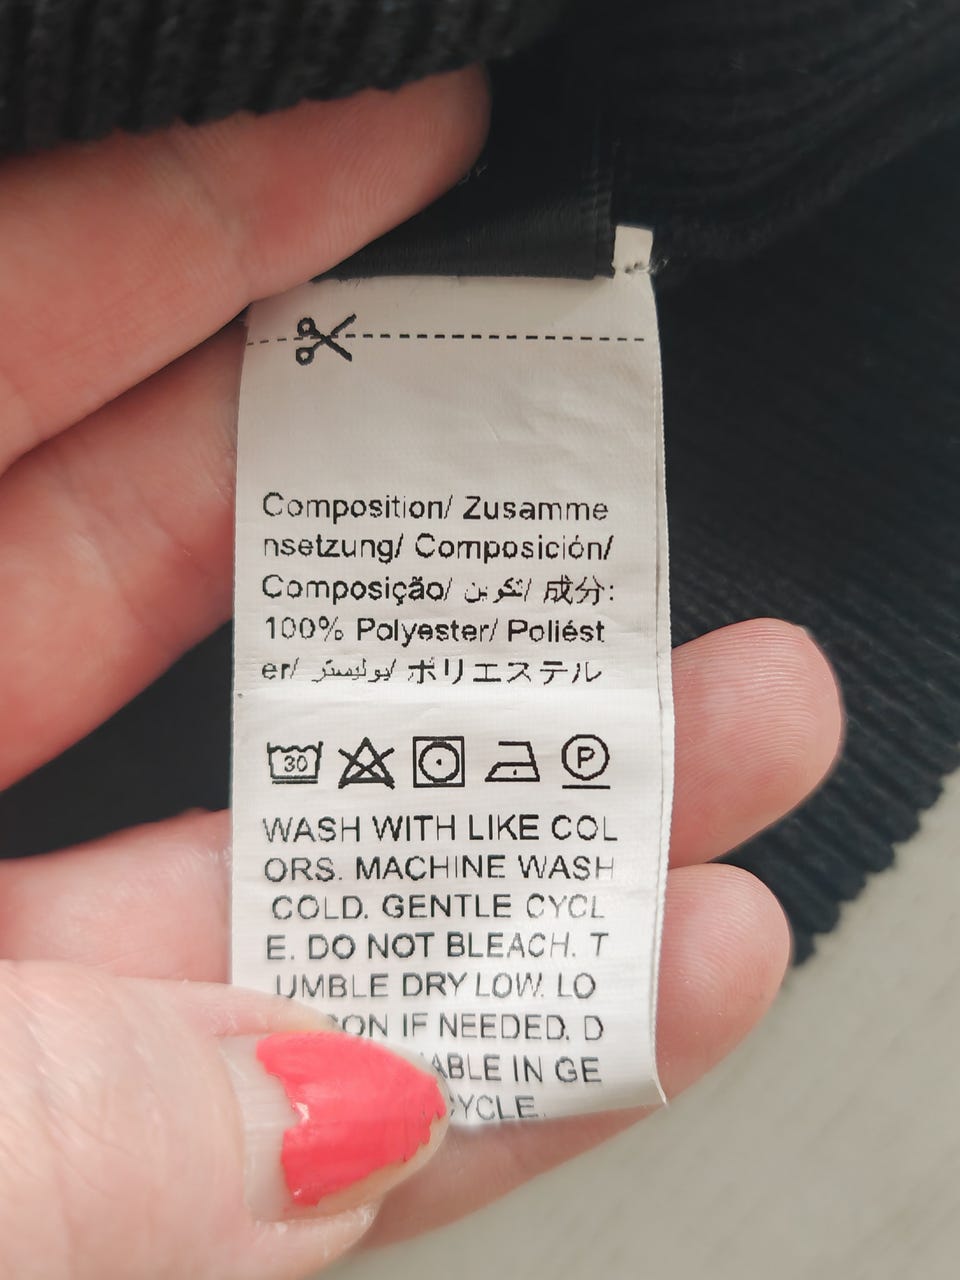 Composition/ Zusamme
nsetzung/ Composición/
Composição/ تكوين/ 成分:
100% Polyester/ Poliést
er/ بوليستر/ ポリエステル
30
P
WASH WITH LIKE COL
ORS. MACHINE WASH
COLD. GENTLE CYCL
E. DO NOT BLEACH. T
UMBLE DRY LOW. LO
IF NEEDED. D
IN GE
CYCLE.